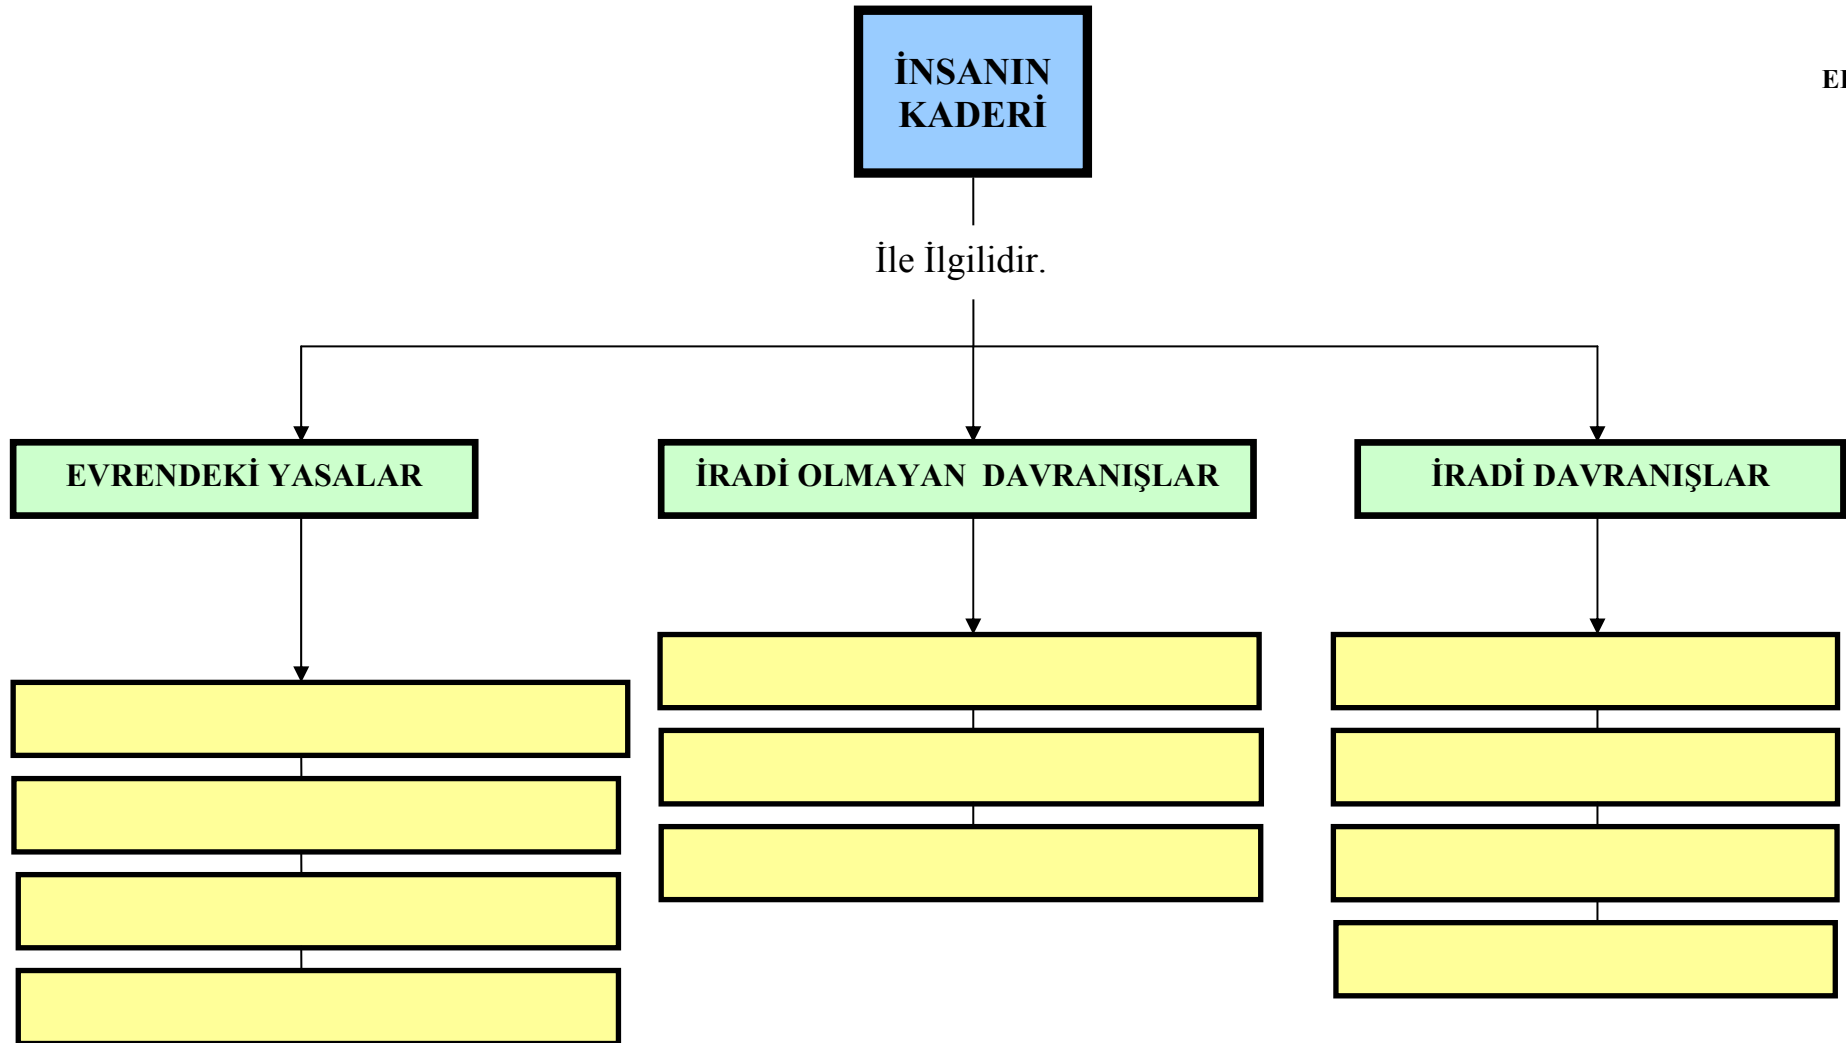 İNSANIN
KADERİ
İle İlgilidir.
EVRENDEKİ YASALAR
İRADİ OLMAYAN DAVRANIŞLAR
İRADİ DAVRANIŞLAR